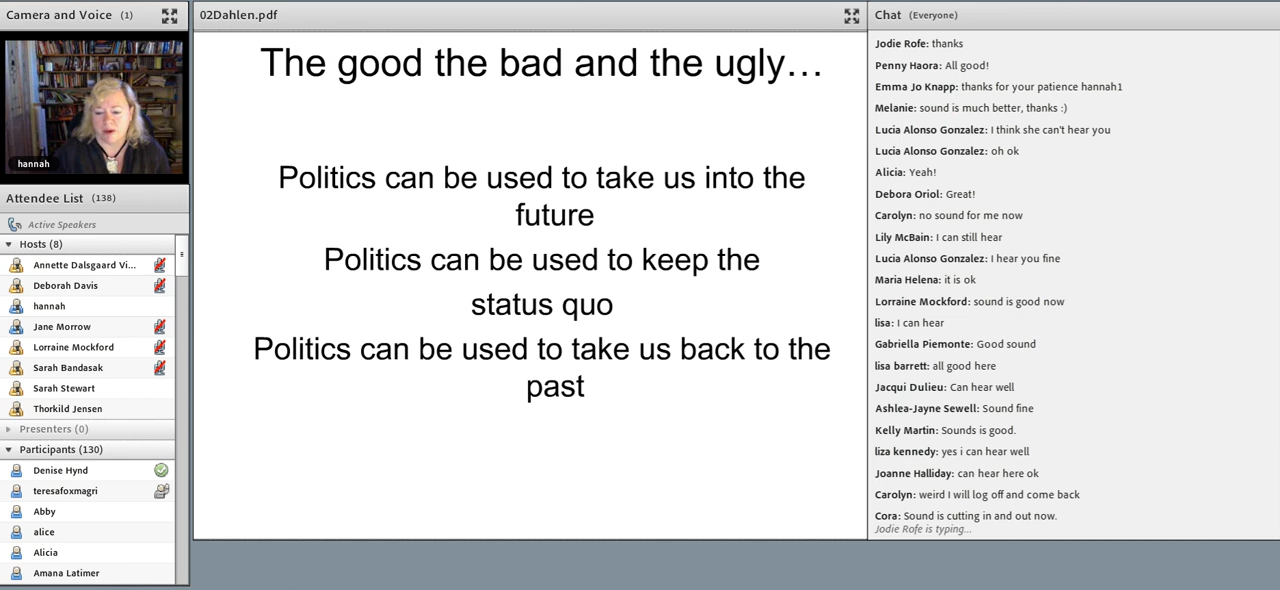 Camera and Voice (1)
hannah
Attendee List (138)
Active Speakers
Hosts (8)
Annette Dalsgaard Vi...
Deborah Davis
hannah
Jane Morrow
Lorraine Mockford
Sarah Bandasak
Sarah Stewart
Thorkild Jensen
Presenters (0)
Participants (130)
Denise Hynd
teresafoxmagri
Abby
alice
Alicia
Amana Latimer
02Dahlen.pdf
The good the bad and the ugly…
Politics can be used to take us into the
future
Politics can be used to keep the
status quo
Politics can be used to take us back to the
past
Chat (Everyone)
Jodie Rofe: thanks
Penny Haora: All good!
Emma Jo Knapp: thanks for your patience hannah1
Melanie: sound is much better, thanks :)
Lucia Alonso Gonzalez: I think she can't hear you
Lucia Alonso Gonzalez: oh ok
Alicia: Yeah!
Debora Oriol: Great!
Carolyn: no sound for me now
Lily McBain: I can still hear
Lucia Alonso Gonzalez: I hear you fine
Maria Helena: it is ok
Lorraine Mockford: sound is good now
lisa: I can hear
Gabriella Piemonte: Good sound
lisa barrett: all good here
Jacqui Dulieu: Can hear well
Ashlea-Jayne Sewell: Sound fine
Kelly Martin: Sounds is good.
liza kennedy: yes i can hear well
Joanne Halliday: can hear here ok
Carolyn: weird I will log off and come back
Cora: Sound is cutting in and out now.
Jodie Rofe is typing...